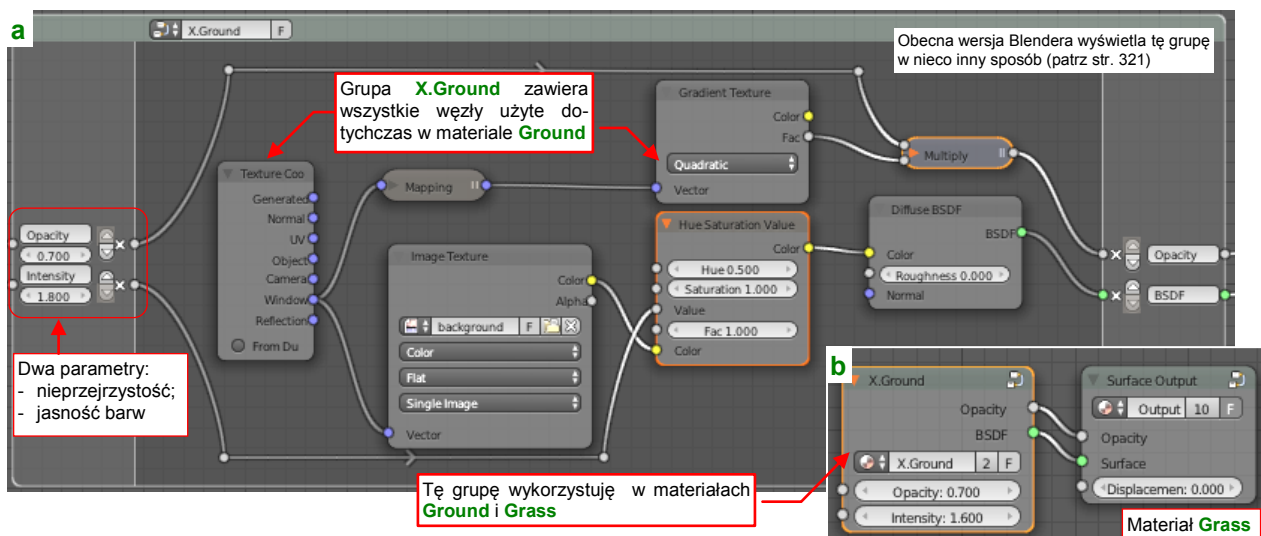 a
X.Ground F
Obecna wersja Blendera wyświetla tę grupę
w nieco inny sposób (patrz str. 321)
Grupa X.Ground zawiera
wszystkie węzły użyte do-
tychczas w materiale Ground
Gradient Texture
Color
Fac
Quadratic
Vector
Multiply
Texture Coo
Generated
Normal
UV
Object
Camera
Window
Reflection
From Du
Mapping
Opacity
0.700
Intensity
1.800
Image Texture
Color
Alpha
background F
Color
Flat
Single Image
Vector
Hue Saturation Value
Color
Hue 0.500
Saturation 1.000
Value
Fac 1.000
Color
Diffuse BSDF
BSDF
Color
Roughness 0.000
Normal
Opacity
BSDF
Dwa parametry:
- nieprzejrzystość;
- jasność barw
Tę grupę wykorzystuję w materiałach
Ground i Grass
b
X.Ground
Opacity
BSDF
X.Ground 2 F
Opacity: 0.700
Intensity: 1.600
Surface Output
Output 10 F
Opacity
Surface
Displacemen: 0.000
Materiał Grass